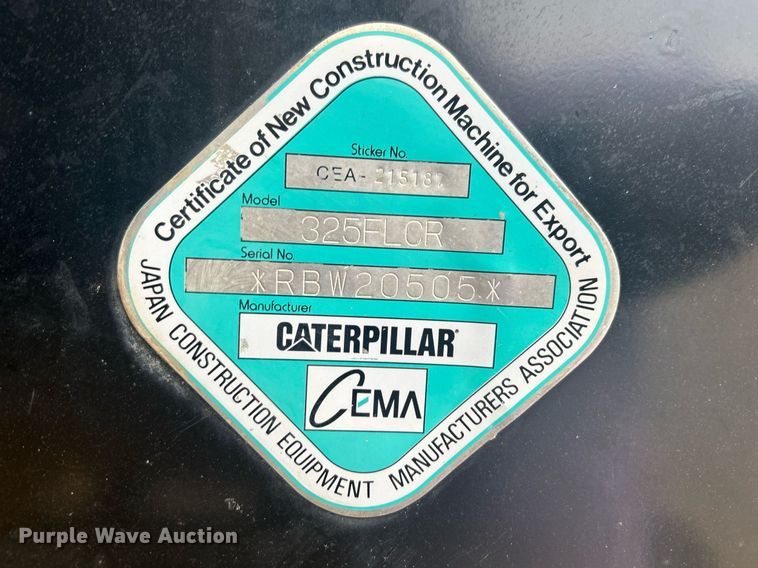 Certificate of New Construction Machine for Export
Sticker No.
CEA-
Model
325FLCR
Serial No.
*RBW20505*
Manufacturer
CATERPILLAR
CEMA
JAPAN CONSTRUCTION EQUIPMENT MANUFACTURERS ASSOCIATION
Purple Wave Auction